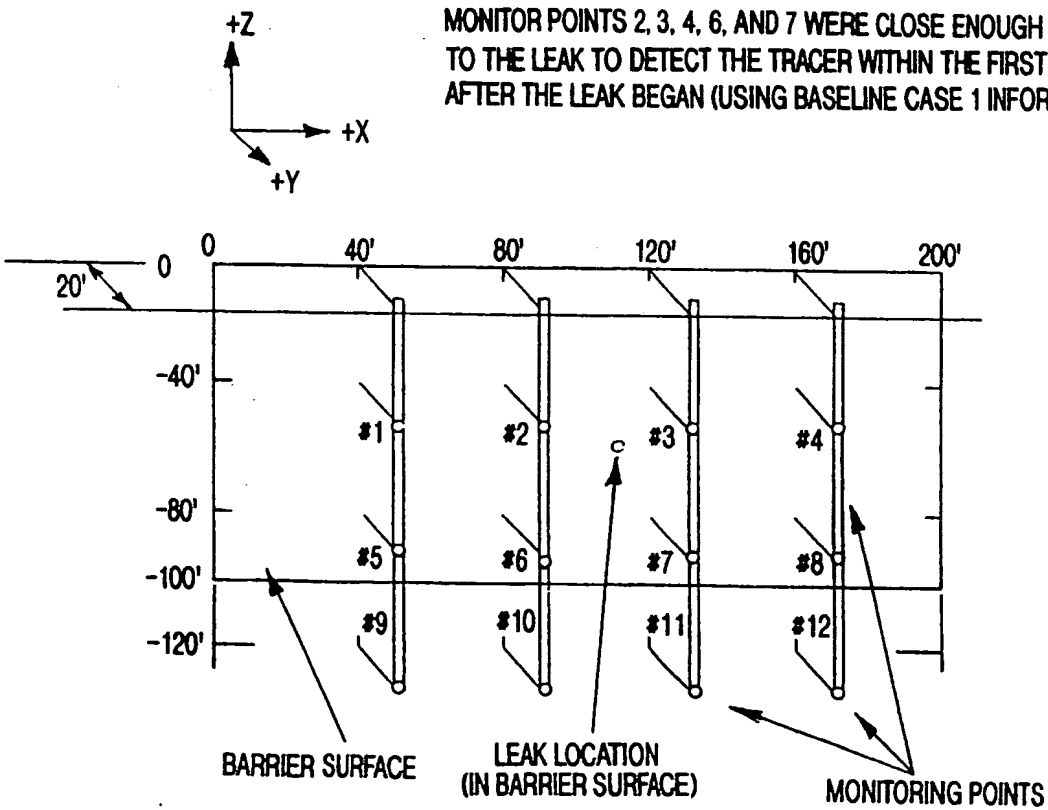 MONITOR POINTS 2, 3, 4, 6, AND 7 WERE CLOSE ENOUGH
TO THE LEAK TO DETECT THE TRACER WITHIN THE FIRST
AFTER THE LEAK BEGAN (USING BASELINE CASE 1 INFOR
+Z
+X
+Y
0 40' 80' 120' 160' 200'
0
20'
-40'
#1 #2 #3 #4
-80'
#5 #6 #7 #8
-100'
#9 #10 #11 #12
-120'
BARRIER SURFACE
LEAK LOCATION
(IN BARRIER SURFACE)
MONITORING POINTS